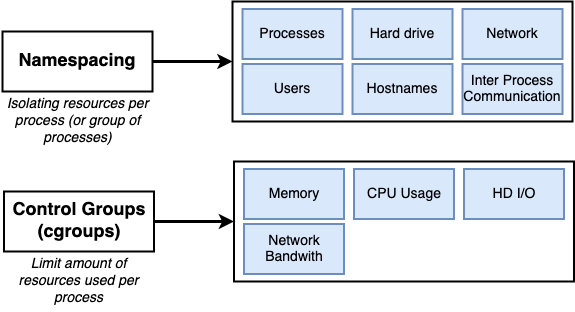 Namespacing
Isolating resources per
process (or group of
processes)
Processes
Hard drive
Network
Users
Hostnames
Inter Process
Communication
Control Groups
(cgroups)
Limit amount of
resources used per
process
Memory
CPU Usage
HD I/O
Network
Bandwith